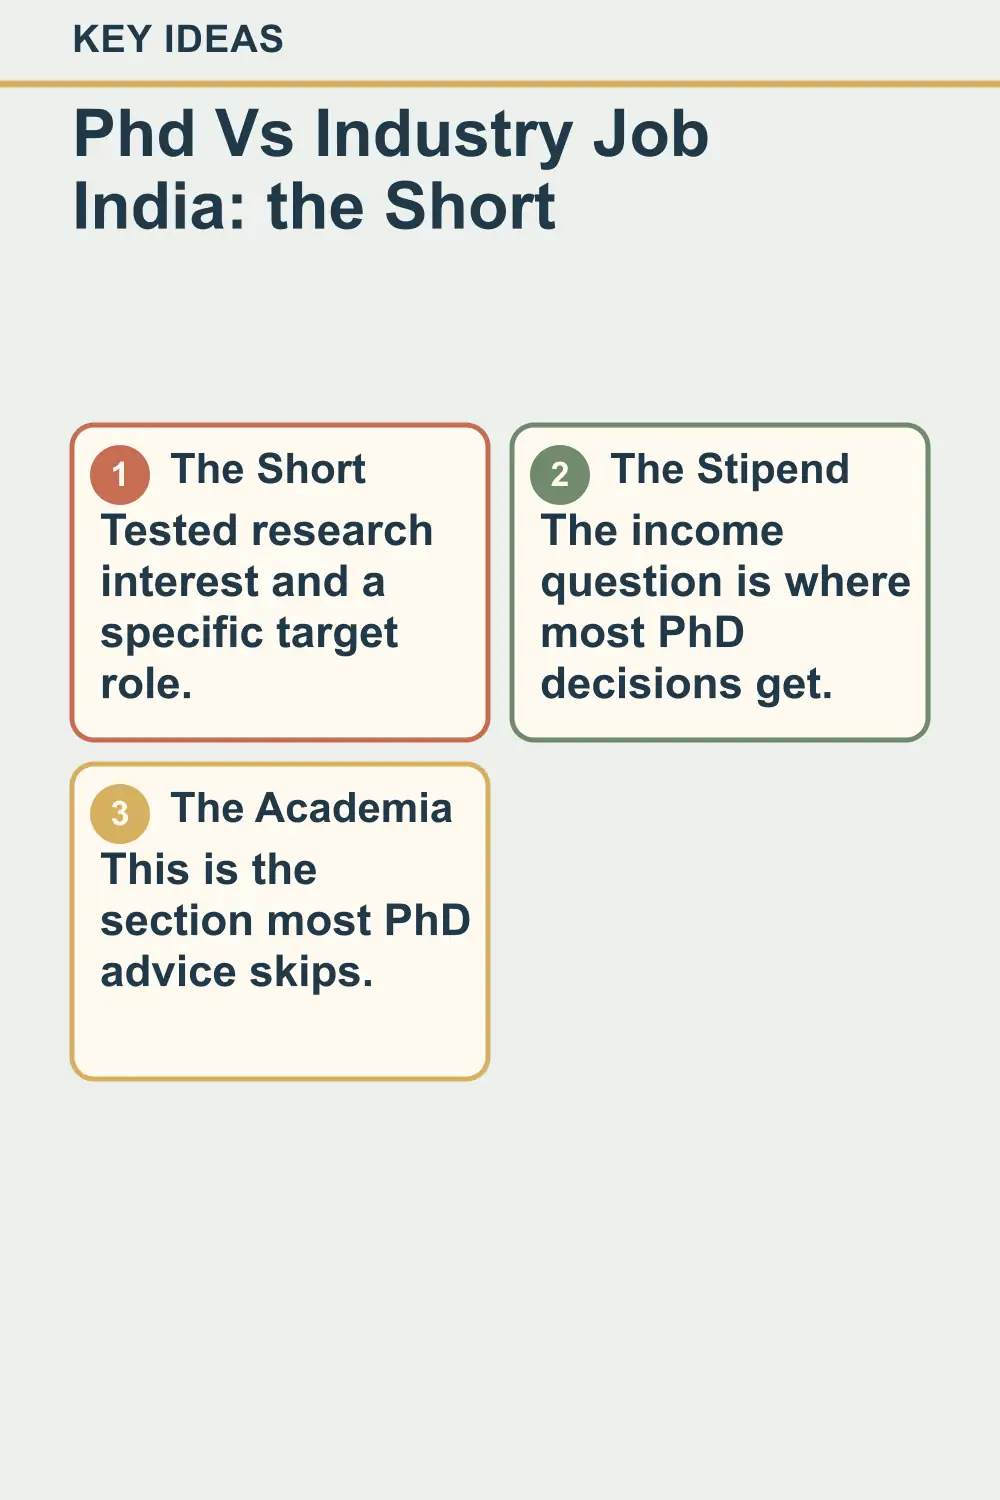 KEY IDEAS
Phd Vs Industry Job
India: the Short
1 The Short
Tested research
interest and a
specific target
role.
2 The Stipend
The income
question is where
most PhD
decisions get.
3 The Academia
This is the
section most PhD
advice skips.